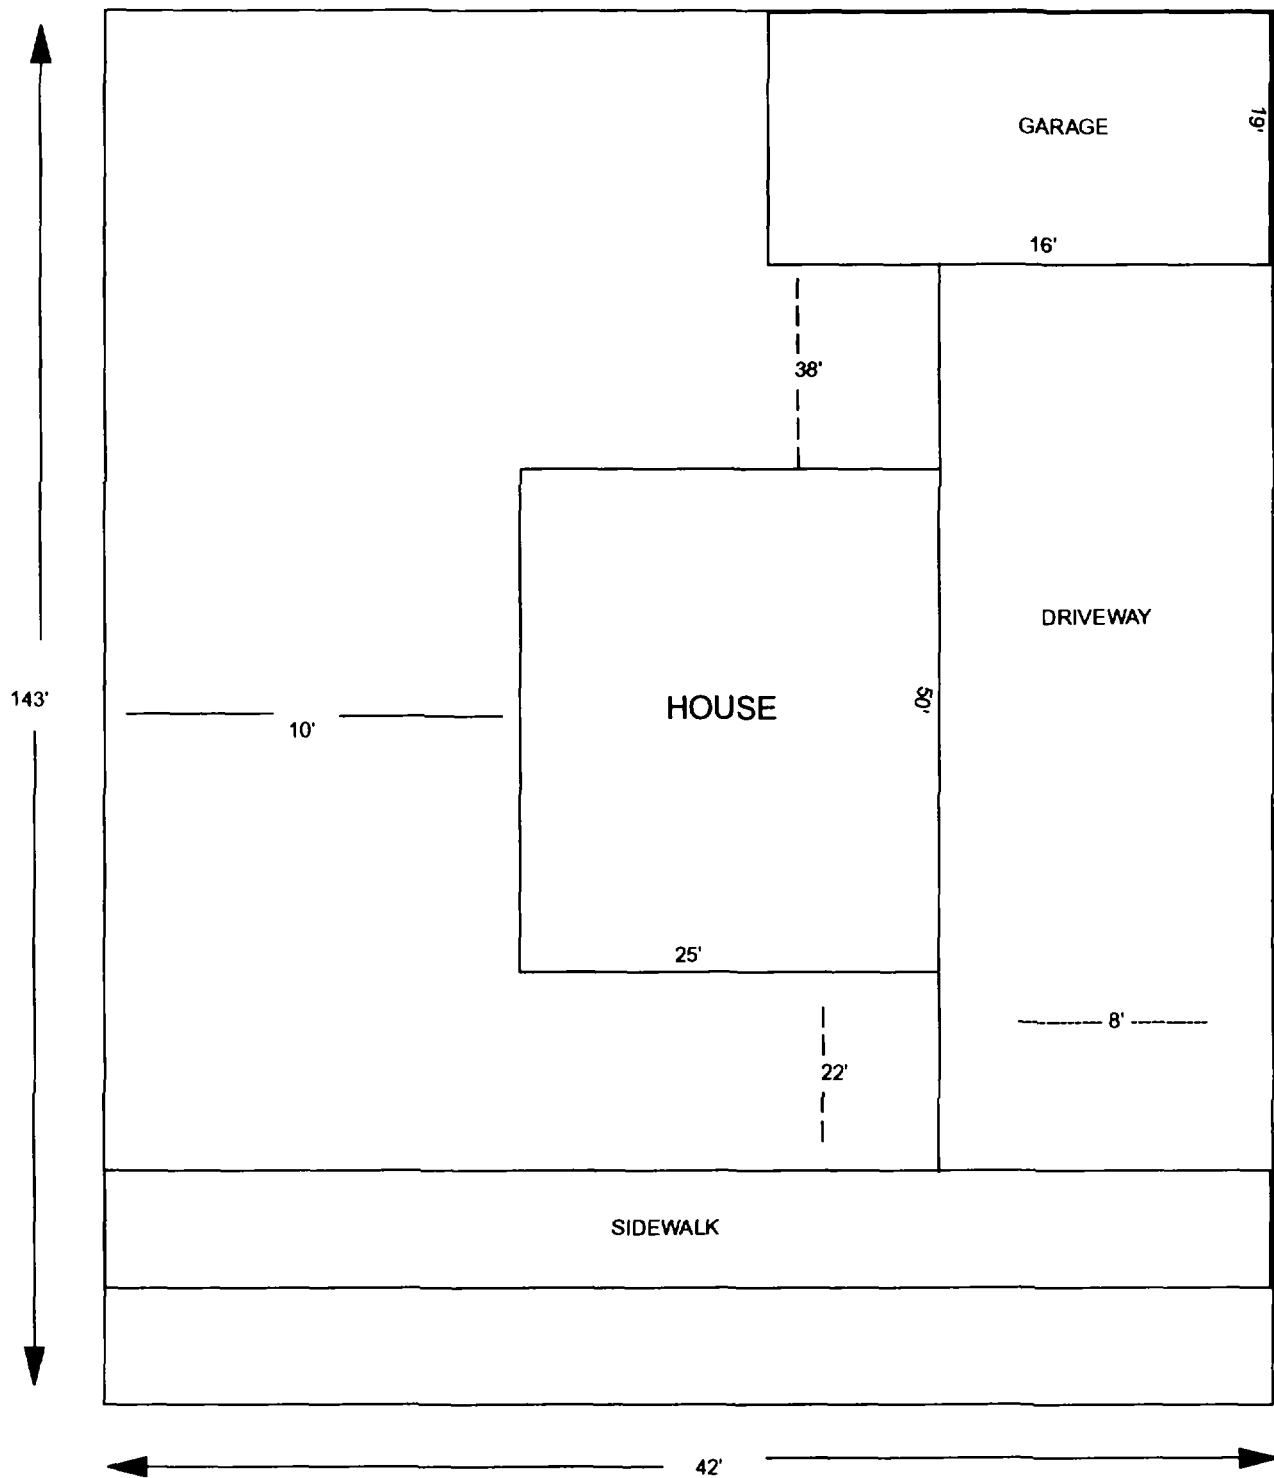 GARAGE
19'
16'
38'
DRIVEWAY
143'
10'
HOUSE
50'
25'
8'
22'
SIDEWALK
42'